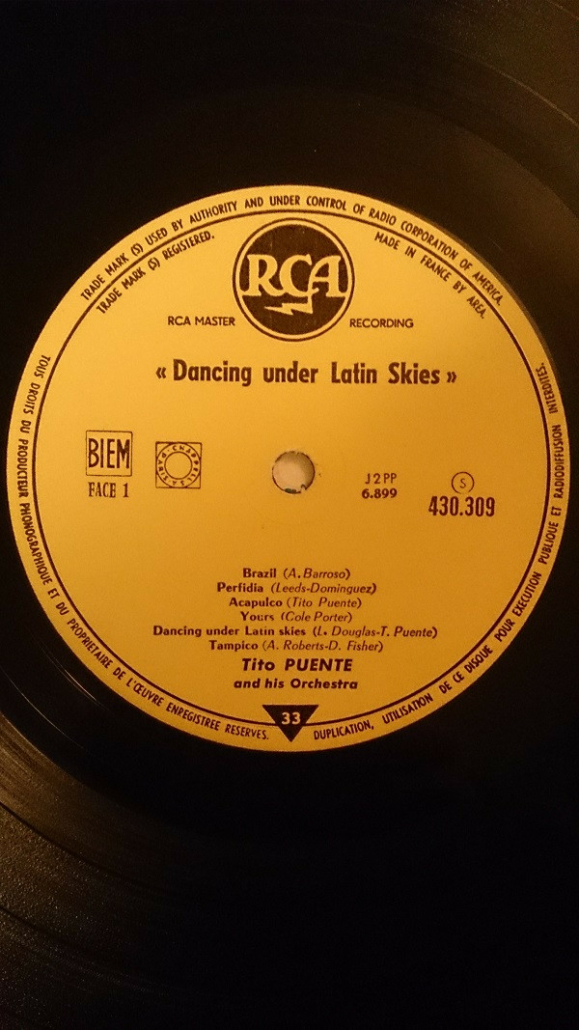 TRADE MARK (S) USED BY AUTHORITY AND UNDER CONTROL OF RADIO CORPORATION OF AMERICA.
TRADE MARK (S) REGISTERED.
MADE IN FRANCE BY AREA.
RCA
RCA MASTER RECORDING
« Dancing under Latin Skies »
BIEM
FACE 1
CHAPPELL
PARIS
J 2 PP
6.899
S
430.309
Brazil (A. Barroso)
Perfidia (Leeds-Dominguez)
Acapulco (Tito Puente)
Yours (Cole Porter)
Dancing under Latin skies (L. Douglas-T. Puente)
Tampico (A. Roberts-D. Fisher)
Tito PUENTE
and his Orchestra
33
TOUS DROITS DU PRODUCTEUR PHONOGRAPHIQUE ET DU PROPRIETAIRE DE L'ŒUVRE ENREGISTREE RESERVES.
DUPLICATION, UTILISATION DE CE DISQUE POUR EXECUTION PUBLIQUE ET RADIODIFFUSION INTERDITES.